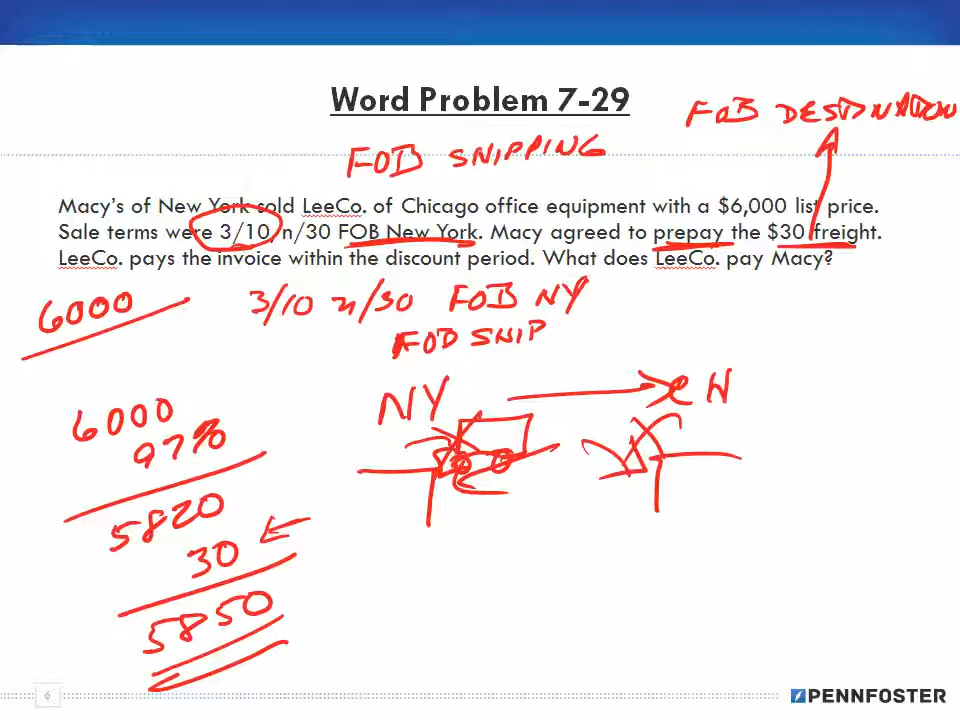 Word Problem 7-29
FOB DESTINATION
FOB SHIPPING
Macy's of New York sold LeeCo. of Chicago office equipment with a $6,000 list price.
Sale terms were 3/10, n/30 FOB New York. Macy agreed to prepay the $30 freight.
LeeCo. pays the invoice within the discount period. What does LeeCo. pay Macy?
6000
3/10 n/30 FOB NY
FOB SHIP
NY
CH
6000
97%
5820
30
5850
6
PENNFOSTER